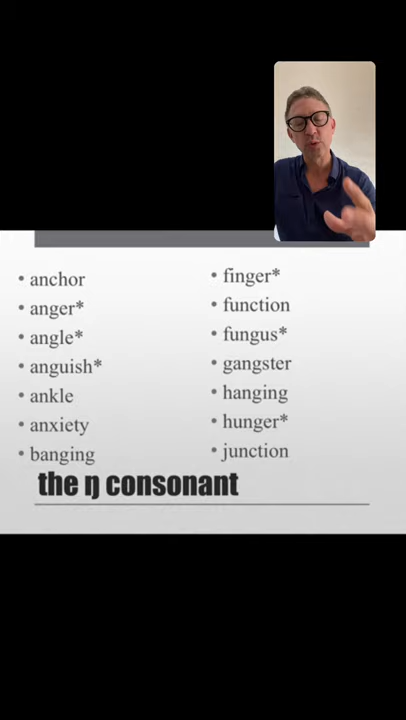 • anchor
• anger*
• angle*
• anguish*
• ankle
• anxiety
• banging
• finger*
• function
• fungus*
• gangster
• hanging
• hunger*
• junction
the ŋ consonant